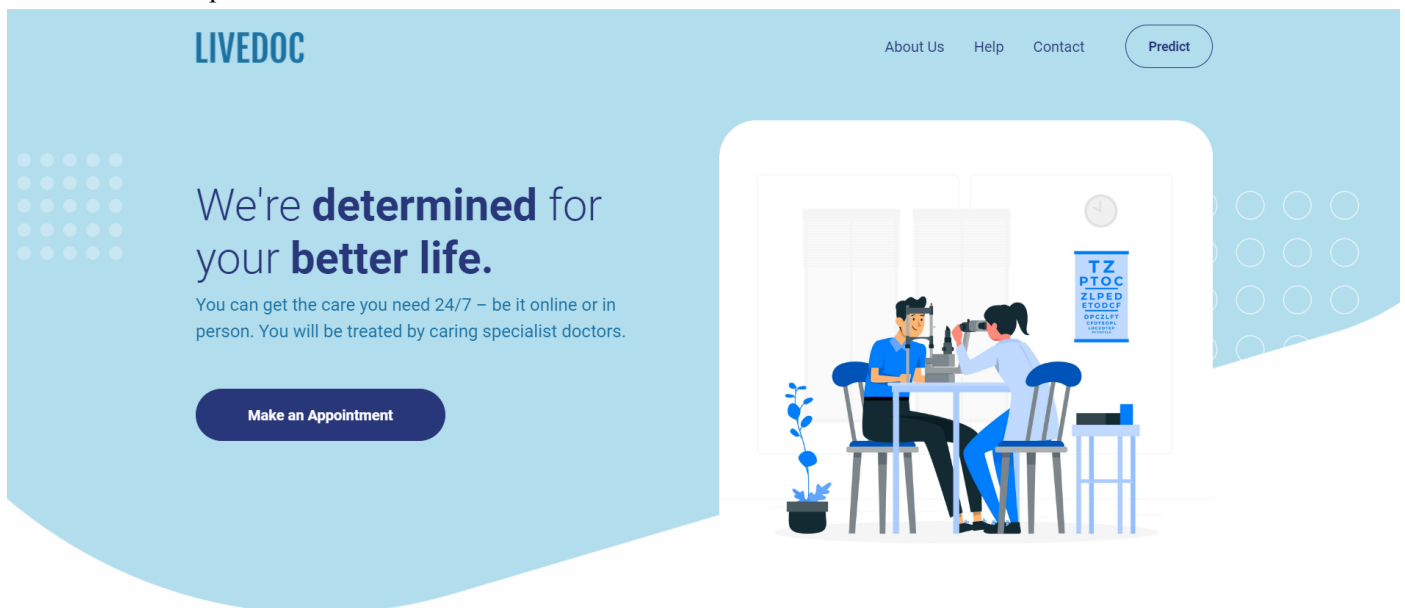 LIVEDOC
About Us Help Contact Predict
We're determined for
your better life.
You can get the care you need 24/7 – be it online or in
person. You will be treated by caring specialist doctors.
Make an Appointment
TZ
PTOC
ZLPED
ETODCF
DPCZLFT